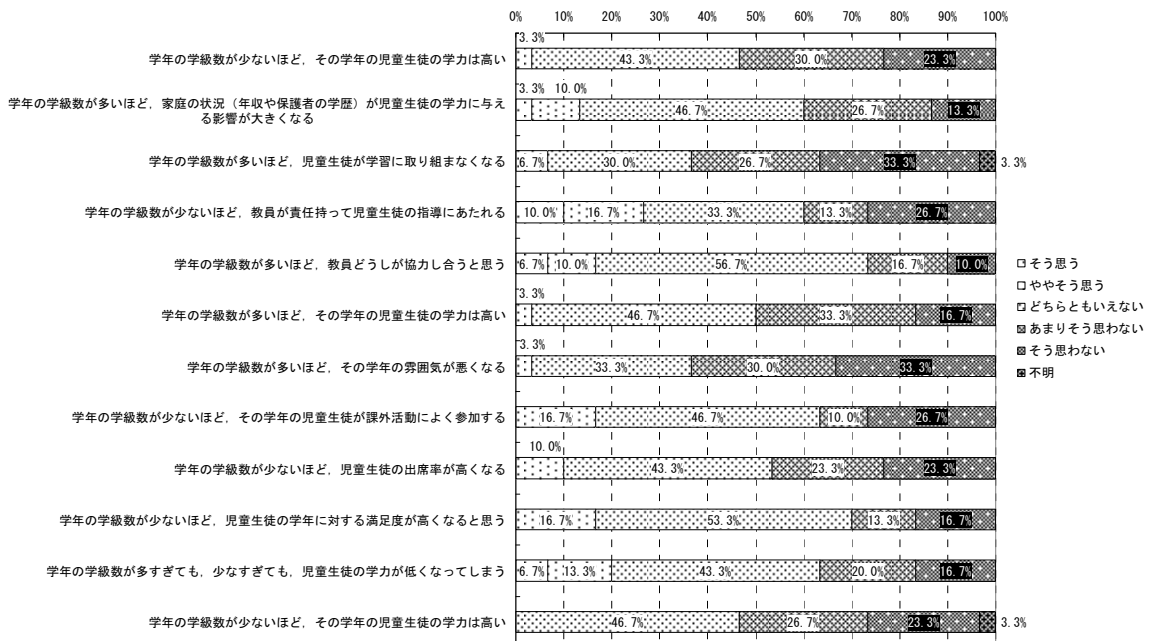 0% 10% 20% 30% 40% 50% 60% 70% 80% 90% 100%
学年の学級数が少ないほど，その学年の児童生徒の学力は高い
3.3% 43.3% 30.0% 23.3%
学年の学級数が多いほど，家庭の状況（年収や保護者の学歴）が児童生徒の学力に与え
る影響が大きくなる
3.3% 10.0% 46.7% 26.7% 13.3%
学年の学級数が多いほど，児童生徒が学習に取り組まなくなる
6.7% 30.0% 26.7% 33.3% 3.3%
学年の学級数が少ないほど，教員が責任持って児童生徒の指導にあたれる
10.0% 16.7% 33.3% 13.3% 26.7%
学年の学級数が多いほど，教員どうしが協力し合うと思う
6.7% 10.0% 56.7% 16.7% 10.0%
学年の学級数が多いほど，その学年の児童生徒の学力は高い
3.3% 46.7% 33.3% 16.7%
学年の学級数が多いほど，その学年の雰囲気が悪くなる
3.3% 33.3% 30.0% 33.3%
学年の学級数が少ないほど，その学年の児童生徒が課外活動によく参加する
16.7% 46.7% 10.0% 26.7%
学年の学級数が少ないほど，児童生徒の出席率が高くなる
10.0% 43.3% 23.3% 23.3%
学年の学級数が少ないほど，児童生徒の学年に対する満足度が高くなると思う
16.7% 53.3% 13.3% 16.7%
学年の学級数が多すぎても，少なすぎても，児童生徒の学力が低くなってしまう
6.7% 13.3% 43.3% 20.0% 16.7%
学年の学級数が少ないほど，その学年の児童生徒の学力は高い
46.7% 26.7% 23.3% 3.3%
そう思う
ややそう思う
どちらともいえない
あまりそう思わない
そう思わない
不明